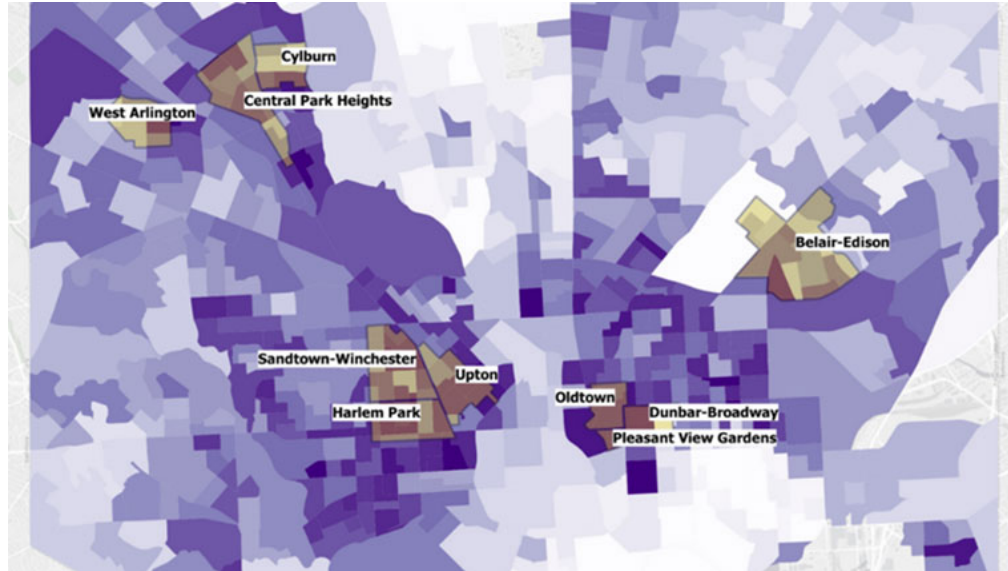 Cylburn
Central Park Heights
West Arlington
Belair-Edison
Sandtown-Winchester
Upton
Oldtown
Harlem Park
Dunbar-Broadway
Pleasant View Gardens